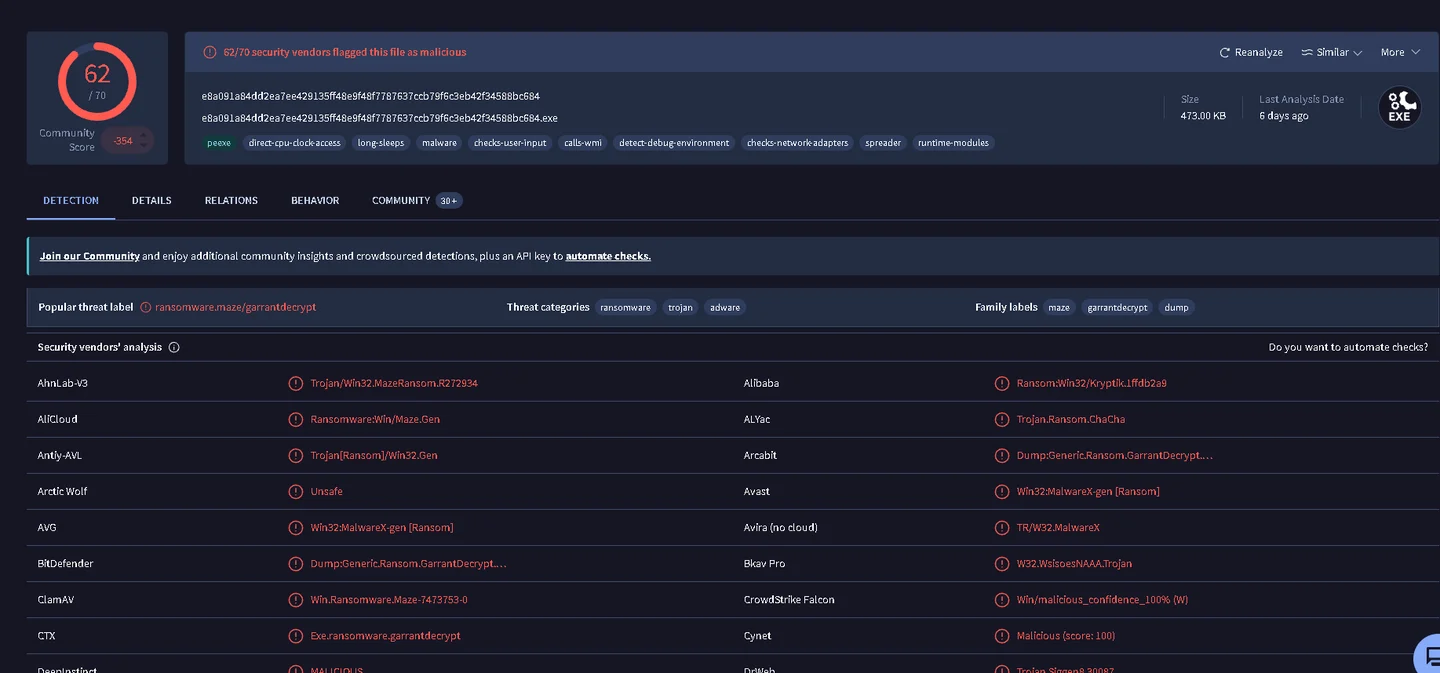 62
/ 70
Community Score
-354
62/70 security vendors flagged this file as malicious
Reanalyze
Similar
More
e8a091a84dd2ea7ee429135ff48e9f48f7787637ccb79f6c3eb42f34588bc684
e8a091a84dd2ea7ee429135ff48e9f48f7787637ccb79f6c3eb42f34588bc684.exe
peexe direct-cpu-clock-access long-sleeps malware checks-user-input calls-wmi detect-debug-environment checks-network-adapters spreader runtime-modules
Size
473.00 KB
Last Analysis Date
6 days ago
EXE
DETECTION DETAILS RELATIONS BEHAVIOR COMMUNITY 30+
Join our Community and enjoy additional community insights and crowdsourced detections, plus an API key to automate checks.
Popular threat label ransomware.maze/garrantdecrypt Threat categories ransomware trojan adware Family labels maze garrantdecrypt dump
Security vendors' analysis Do you want to automate checks?
AhnLab-V3 Trojan/Win32.MazeRansom.R272934 Alibaba Ransom:Win32/Kryptik.1ffdb2a9
AliCloud Ransomware:Win/Maze.Gen ALYac Trojan.Ransom.ChaCha
Antiy-AVL Trojan[Ransom]/Win32.Gen Arcabit Dump:Generic.Ransom.GarrantDecrypt....
Arctic Wolf Unsafe Avast Win32:MalwareX-gen [Ransom]
AVG Win32:MalwareX-gen [Ransom] Avira (no cloud) TR/W32.MalwareX
BitDefender Dump:Generic.Ransom.GarrantDecrypt.... Bkav Pro W32.WsisoesNAAA.Trojan
ClamAV Win.Ransomware.Maze-7473753-0 CrowdStrike Falcon Win/malicious_confidence_100% (W)
CTX Exe.ransomware.garrantdecrypt Cynet Malicious (score: 100)
DeepInstinct MALICIOUS DrWeb Trojan.Siggen8.30087